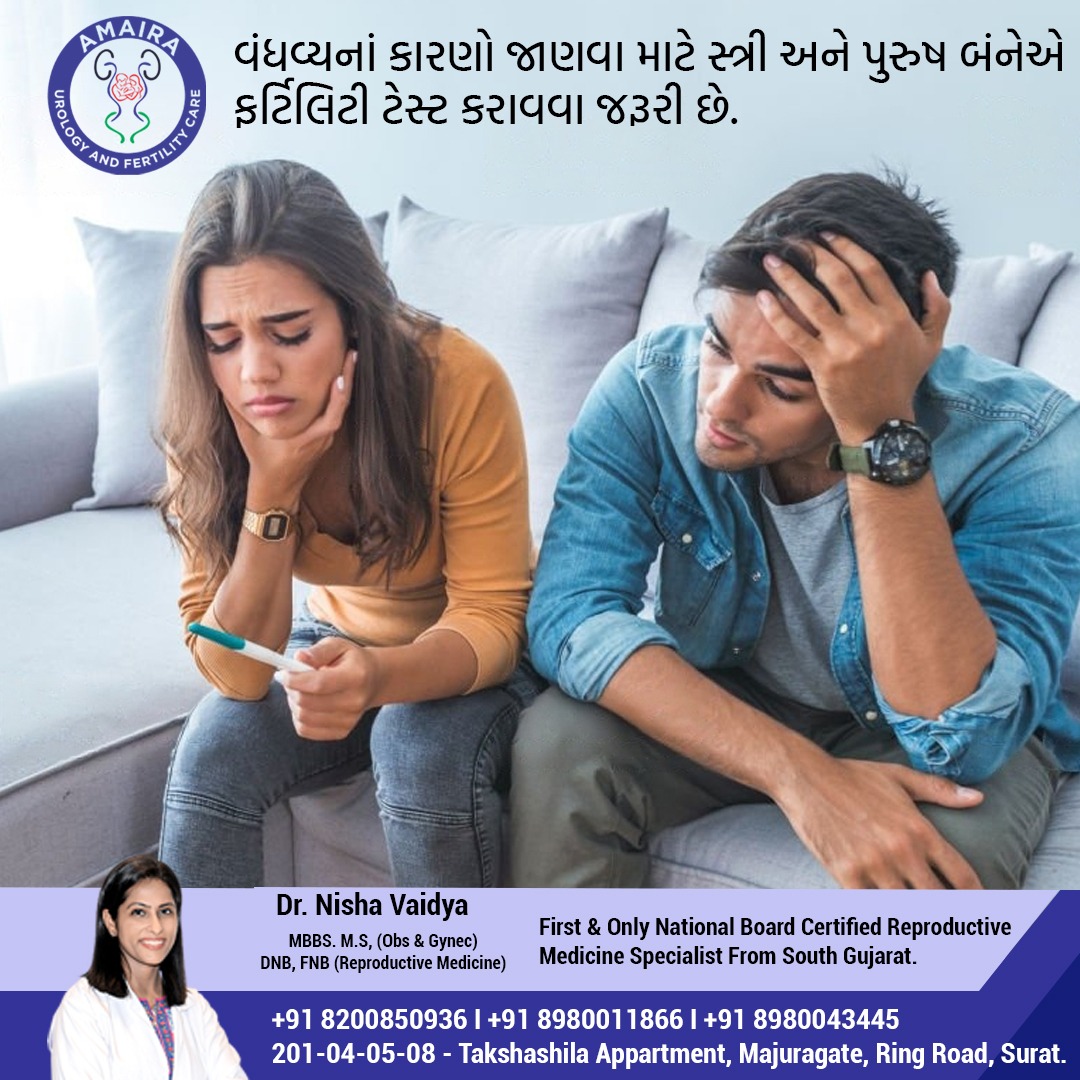 AMAIRA
UROLOGY AND FERTILITY CARE
વંધવ્યનાં કારણો જાણવા માટે સ્ત્રી અને પુરુષ બંનેએ
ફર્ટિલિટી ટેસ્ટ કરાવવા જરૂરી છે.
Dr. Nisha Vaidya
MBBS. M.S, (Obs & Gynec)
DNB, FNB (Reproductive Medicine)
First & Only National Board Certified Reproductive
Medicine Specialist From South Gujarat.
+91 8200850936 I +91 8980011866 I +91 8980043445
201-04-05-08 - Takshashila Appartment, Majuragate, Ring Road, Surat.